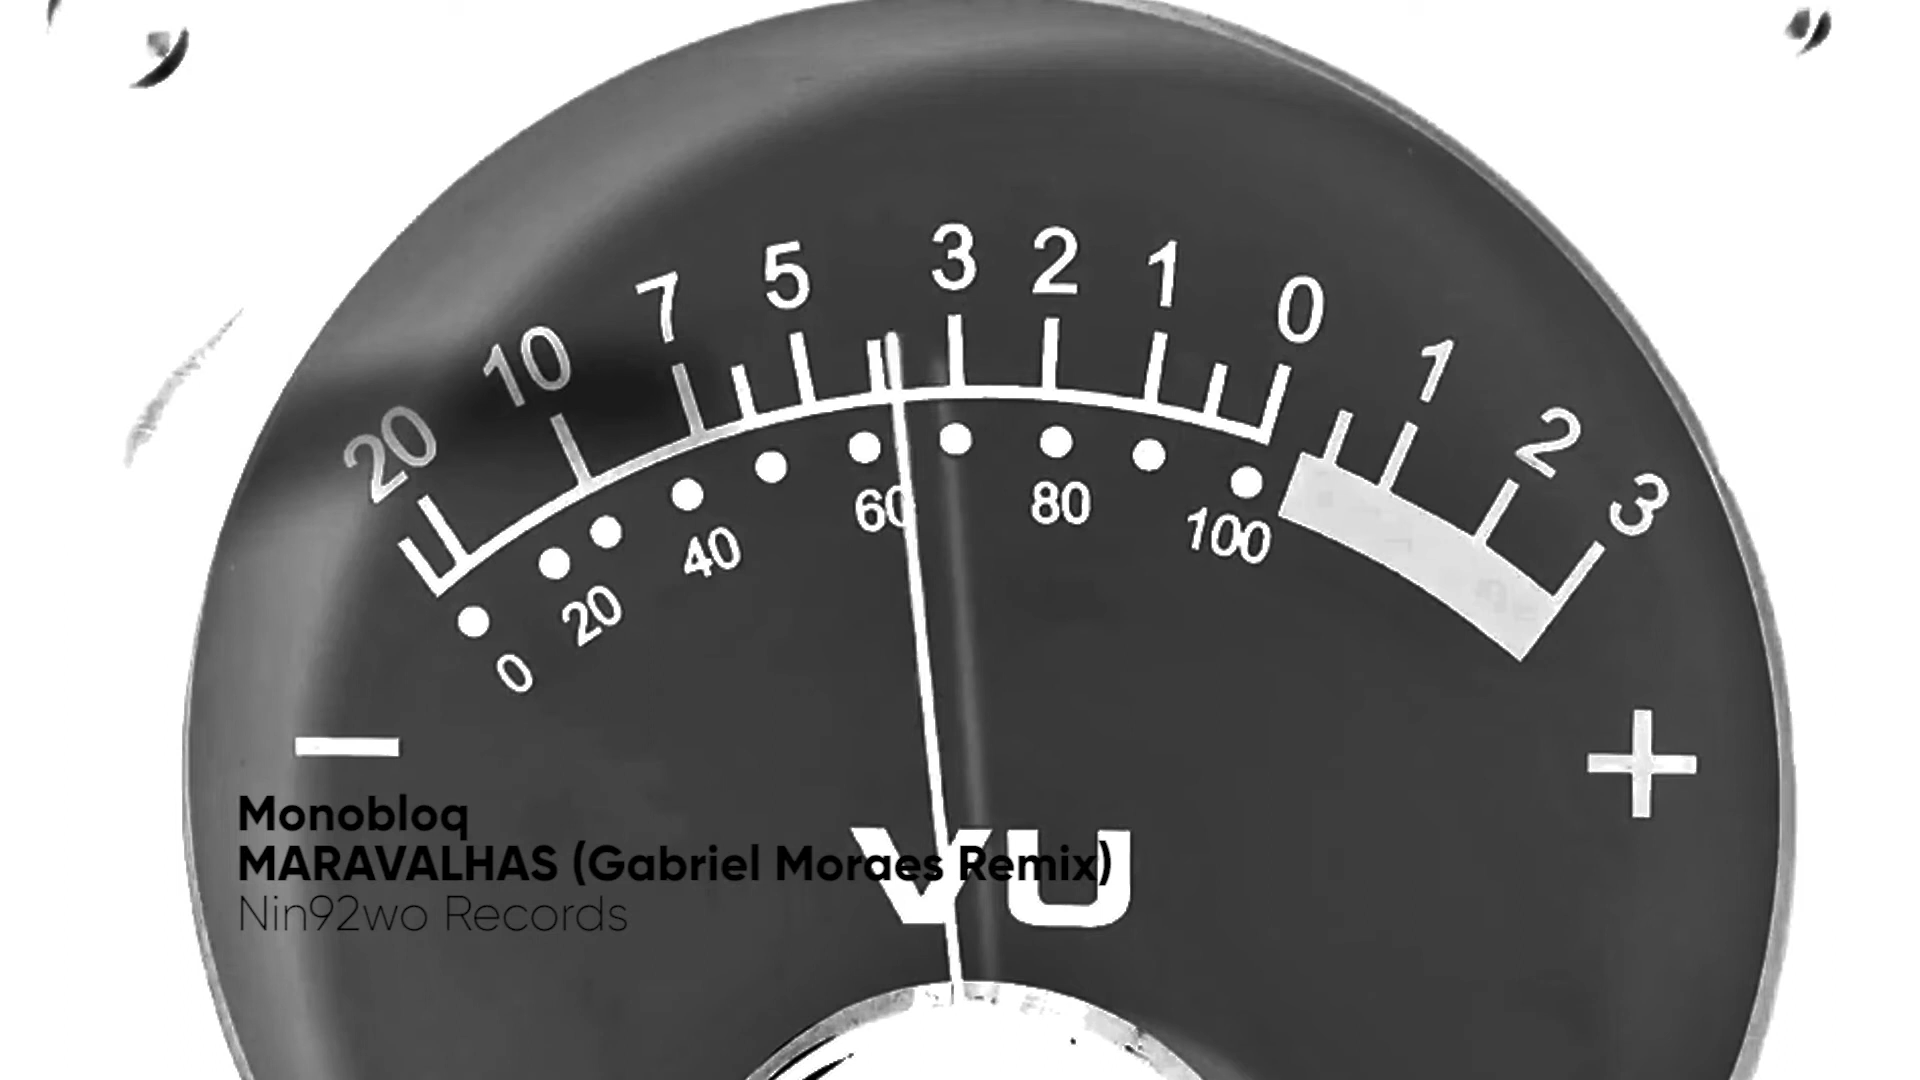 20 10 7 5 3 2 1 0 1 2 3
0 20 40 60 80 100
− +
VU
Monobloq
MARAVALHAS (Gabriel Moraes Remix)
Nin92wo Records